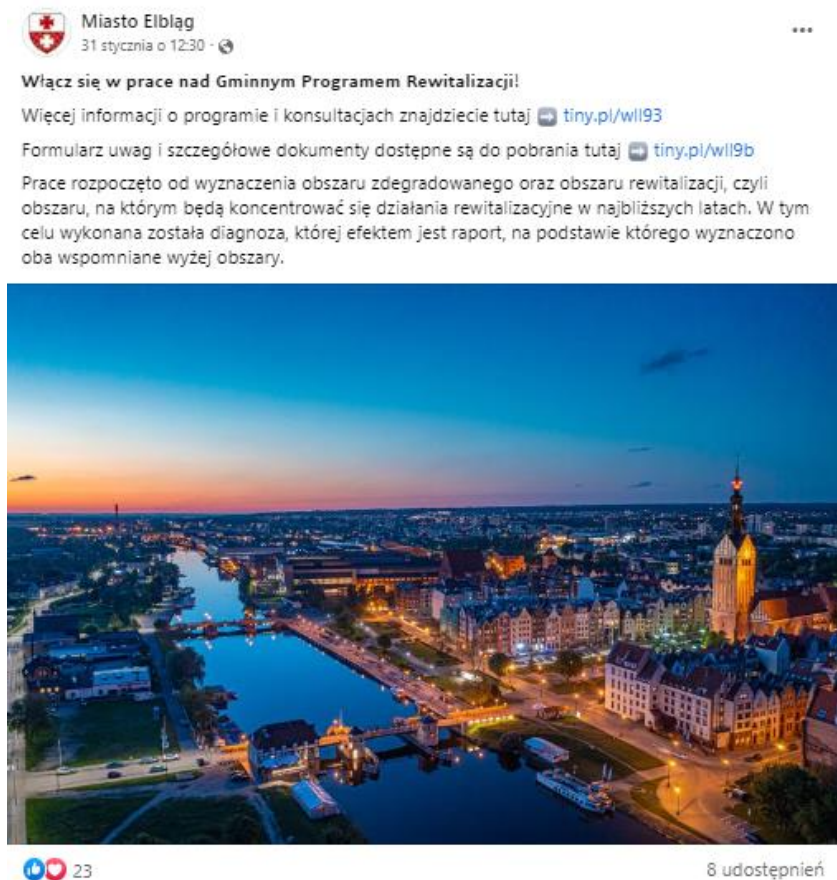 Miasto Elbląg
31 stycznia o 12:30 ·
Włącz się w prace nad Gminnym Programem Rewitalizacji!
Więcej informacji o programie i konsultacjach znajdziecie tutaj ➡ tiny.pl/wll93
Formularz uwag i szczegółowe dokumenty dostępne są do pobrania tutaj ➡ tiny.pl/wll9b
Prace rozpoczęto od wyznaczenia obszaru zdegradowanego oraz obszaru rewitalizacji, czyli
obszaru, na którym będą koncentrować się działania rewitalizacyjne w najbliższych latach. W tym
celu wykonana została diagnoza, której efektem jest raport, na podstawie którego wyznaczono
oba wspomniane wyżej obszary.
23
8 udostępnień